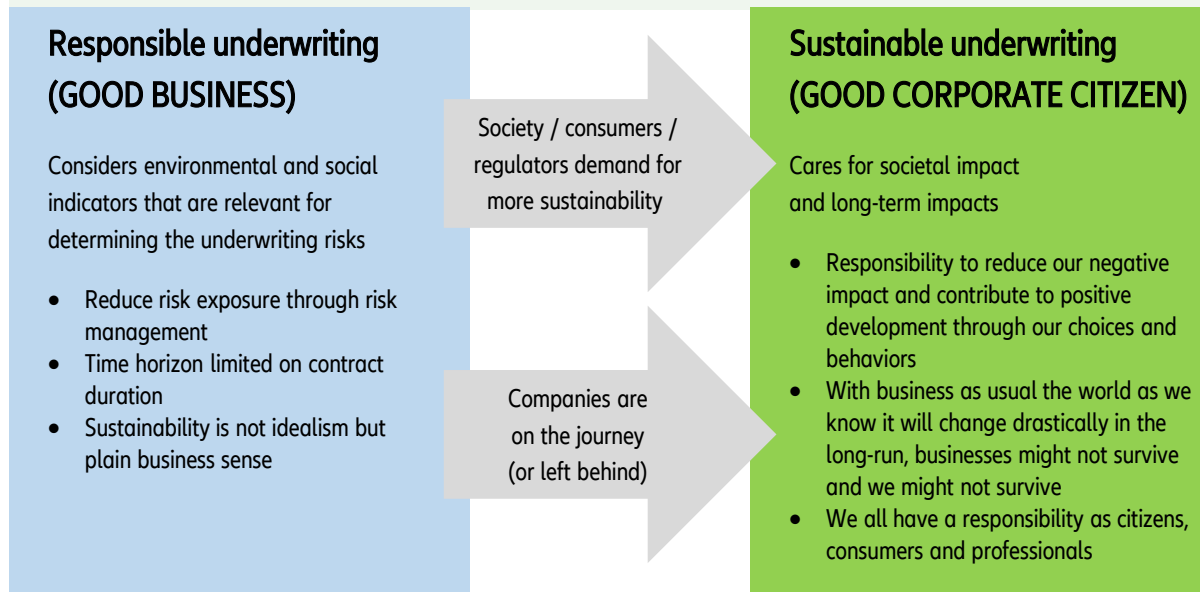 Responsible underwriting
(GOOD BUSINESS)
Considers environmental and social
indicators that are relevant for
determining the underwriting risks
• Reduce risk exposure through risk
management
• Time horizon limited on contract
duration
• Sustainability is not idealism but
plain business sense
Society / consumers /
regulators demand for
more sustainability
Companies are
on the journey
(or left behind)
Sustainable underwriting
(GOOD CORPORATE CITIZEN)
Cares for societal impact
and long-term impacts
• Responsibility to reduce our negative
impact and contribute to positive
development through our choices and
behaviors
• With business as usual the world as we
know it will change drastically in the
long-run, businesses might not survive
and we might not survive
• We all have a responsibility as citizens,
consumers and professionals